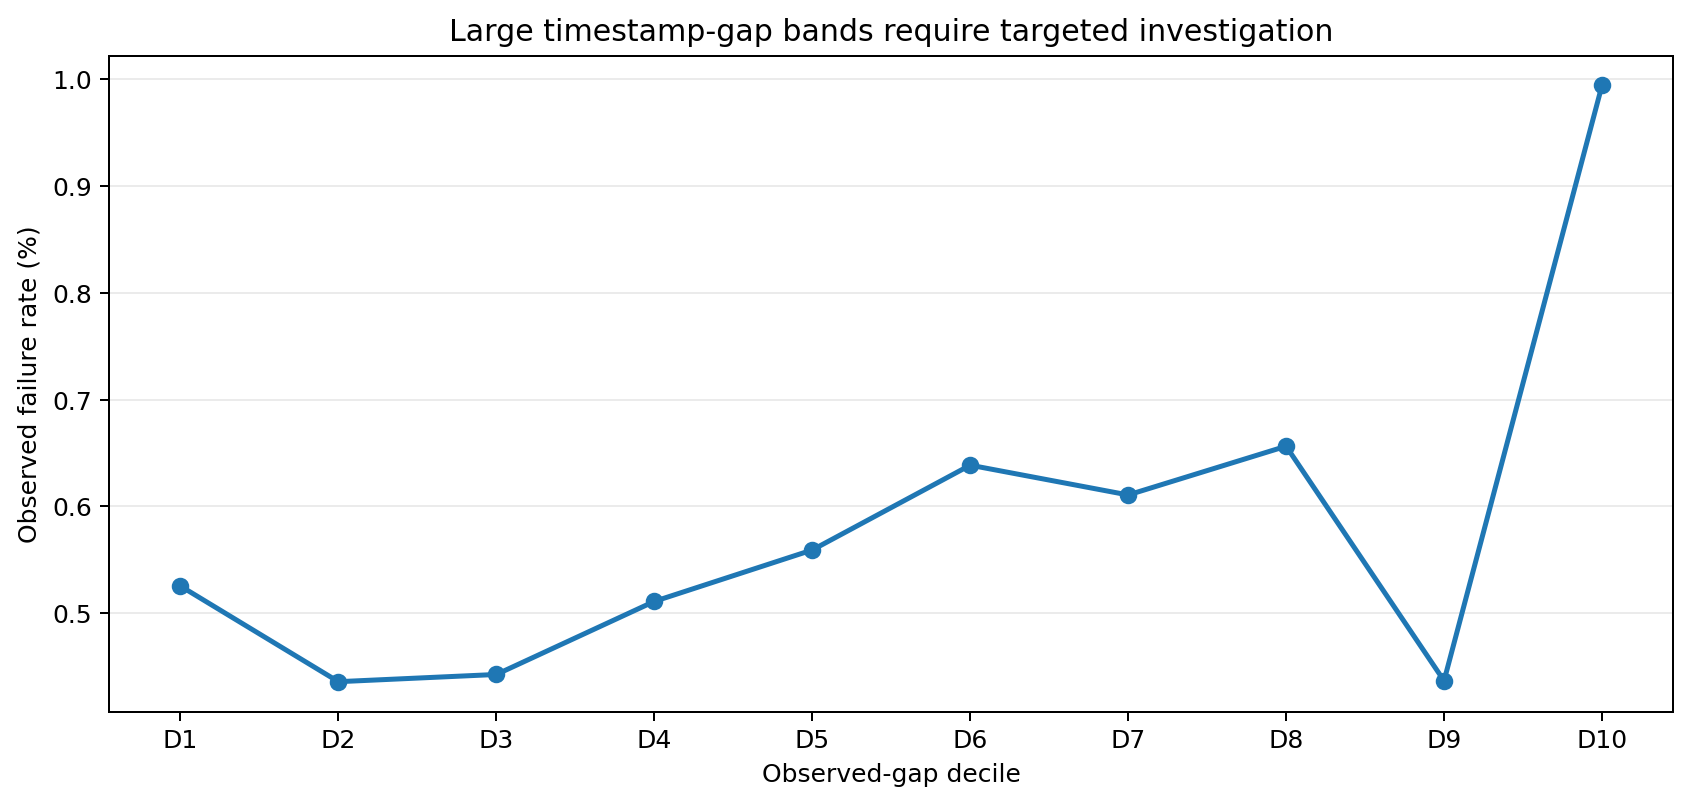 Large timestamp-gap bands require targeted investigation
Observed failure rate (%)
1.0
0.9
0.8
0.7
0.6
0.5
D1 D2 D3 D4 D5 D6 D7 D8 D9 D10
Observed-gap decile